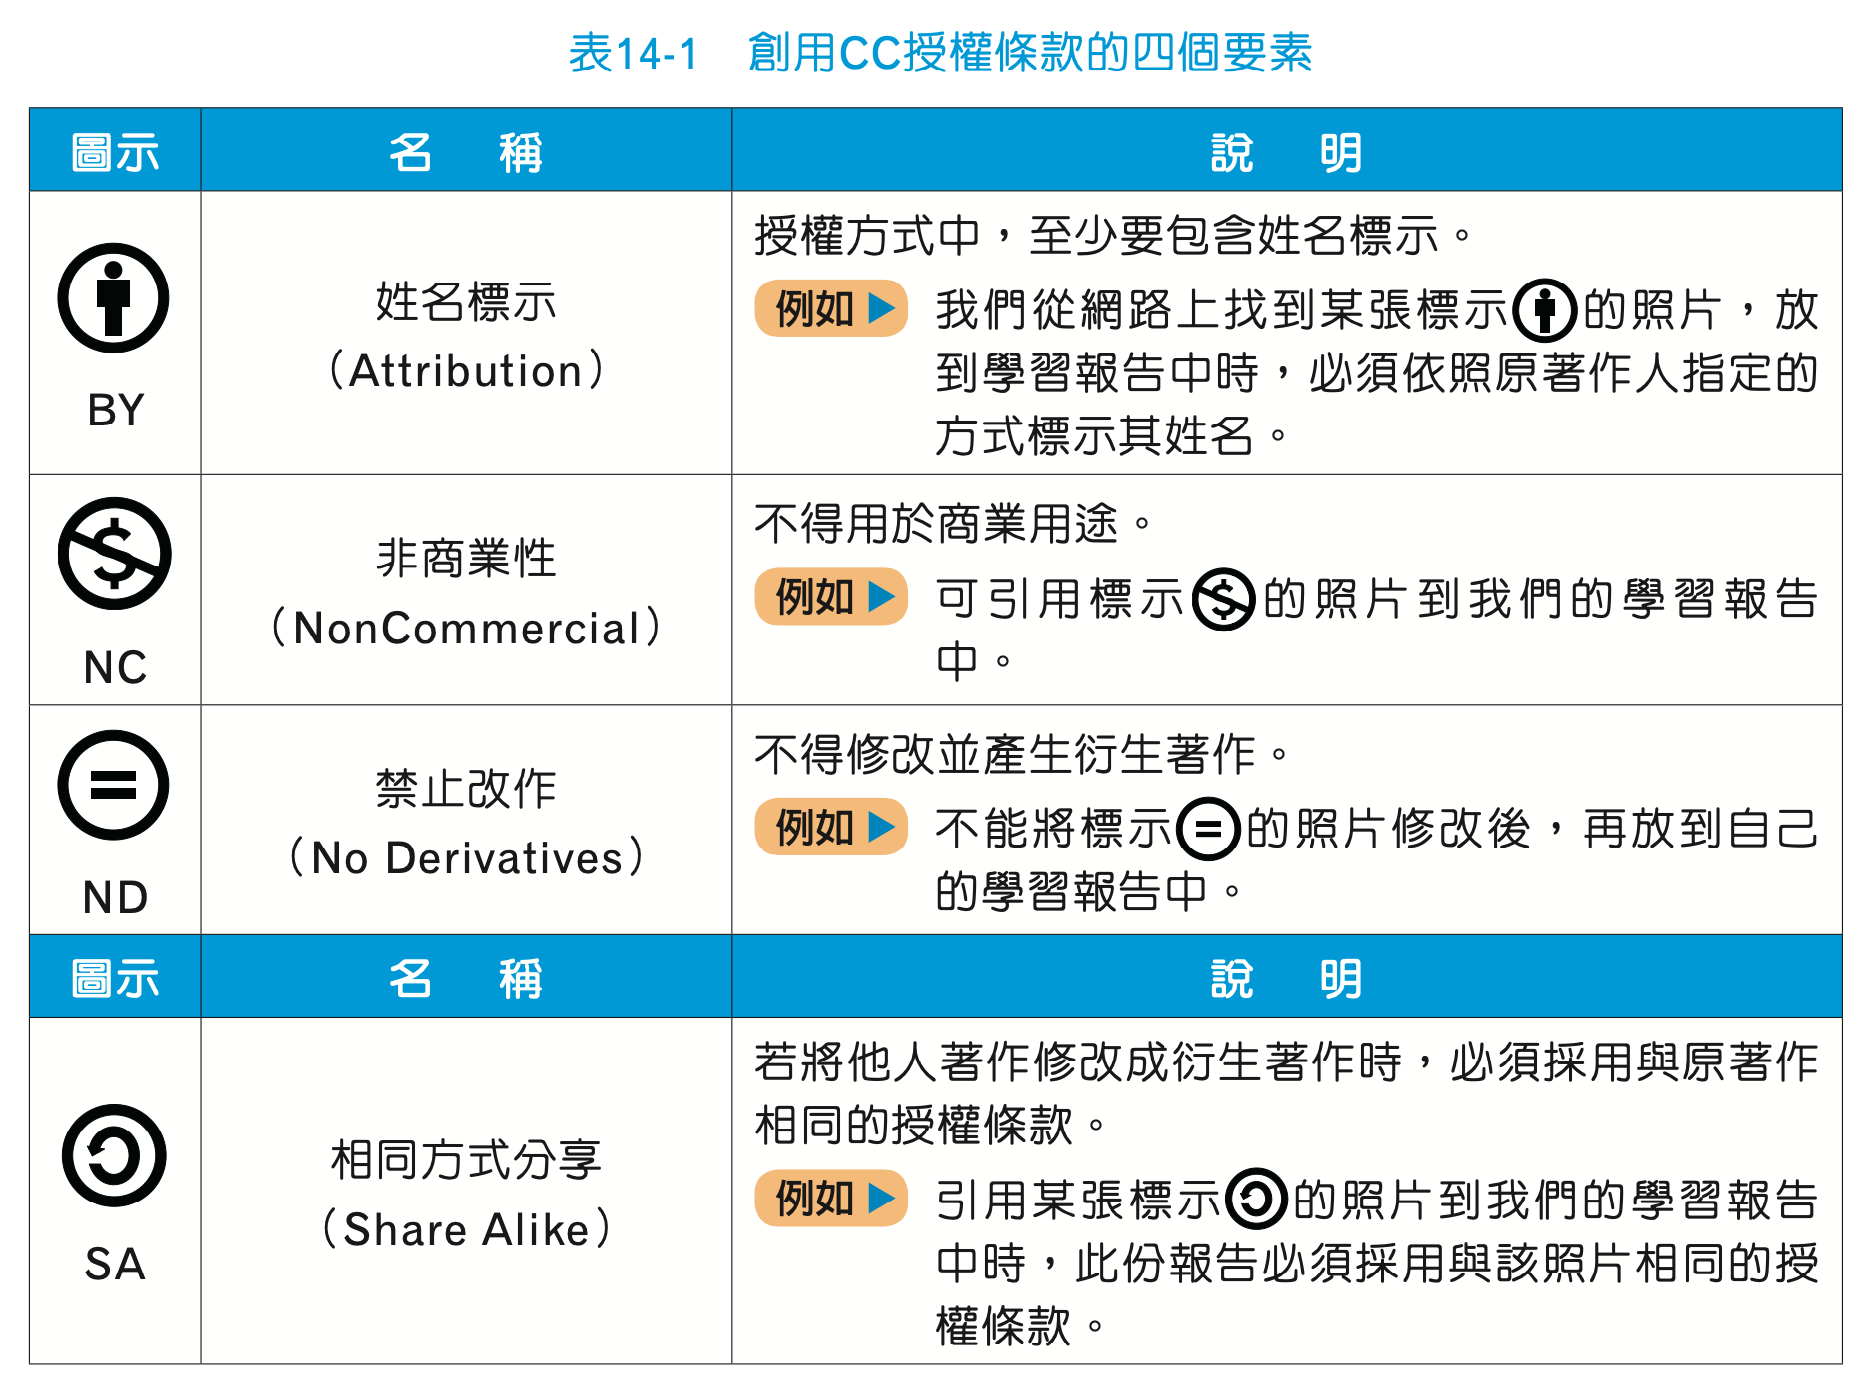 表14-1 創用CC授權條款的四個要素
圖示 名稱 說明
BY
姓名標示
（Attribution）
授權方式中，至少要包含姓名標示。
例如 我們從網路上找到某張標示的照片，放
到學習報告中時，必須依照原著作人指定的
方式標示其姓名。
NC
非商業性
（NonCommercial）
不得用於商業用途。
例如 可引用標示的照片到我們的學習報告
中。
ND
禁止改作
（No Derivatives）
不得修改並產生衍生著作。
例如 不能將標示的照片修改後，再放到自己
的學習報告中。
圖示 名稱 說明
SA
相同方式分享
（Share Alike）
若將他人著作修改成衍生著作時，必須採用與原著作
相同的授權條款。
例如 引用某張標示的照片到我們的學習報告
中時，此份報告必須採用與該照片相同的授
權條款。